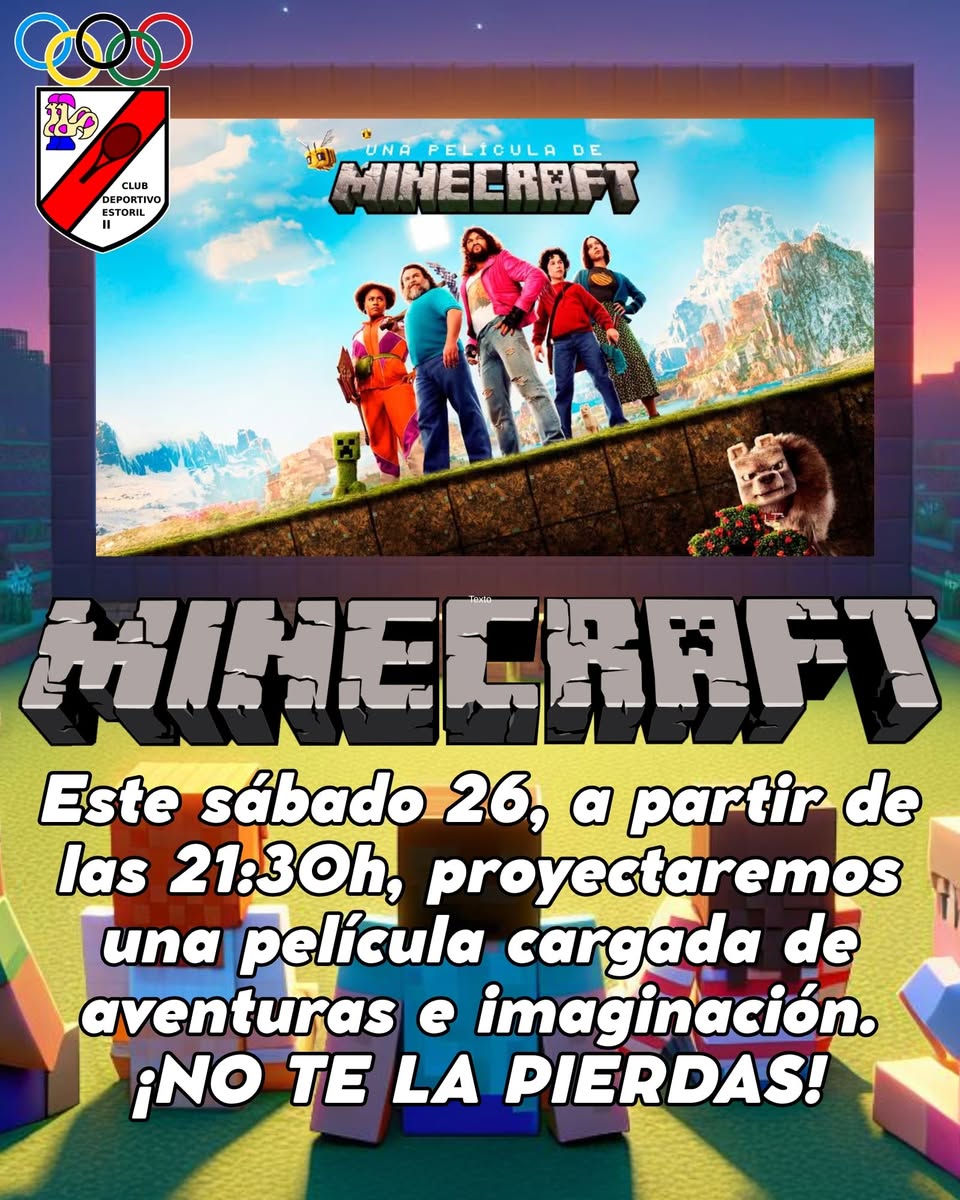 CLUB
DEPORTIVO
ESTORIL
II
UNA PELÍCULA DE
MINECRAFT
Texto
MINECRAFT
Este sábado 26, a partir de
las 21:30h, proyectaremos
una película cargada de
aventuras e imaginación.
¡NO TE LA PIERDAS!